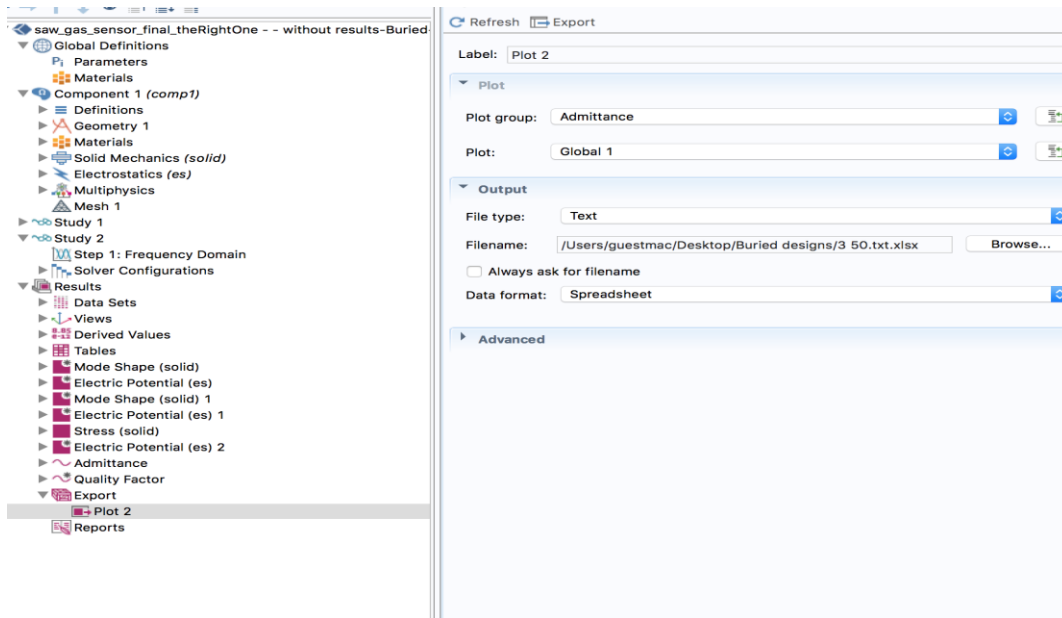 saw_gas_sensor_final_theRightOne - - without results-Buried-
Global Definitions
Pi Parameters
Materials
Component 1 (comp1)
Definitions
Geometry 1
Materials
Solid Mechanics (solid)
Electrostatics (es)
Multiphysics
Mesh 1
Study 1
Study 2
Step 1: Frequency Domain
Solver Configurations
Results
Data Sets
Views
Derived Values
Tables
Mode Shape (solid)
Electric Potential (es)
Mode Shape (solid) 1
Electric Potential (es) 1
Stress (solid)
Electric Potential (es) 2
Admittance
Quality Factor
Export
Plot 2
Reports
Refresh Export
Label: Plot 2
Plot
Plot group: Admittance
Plot: Global 1
Output
File type: Text
Filename: /Users/guestmac/Desktop/Buried designs/3 50.txt.xlsx Browse...
Always ask for filename
Data format: Spreadsheet
Advanced